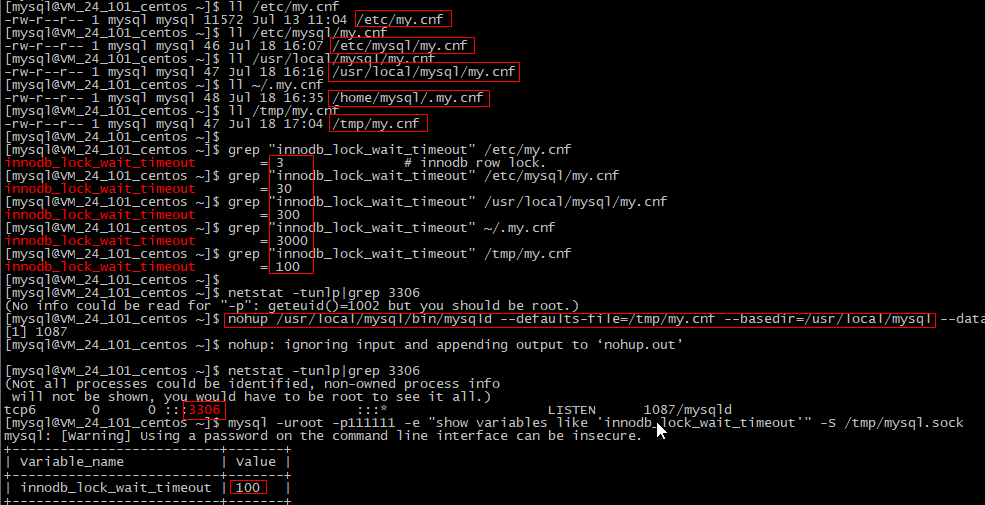 [mysql@VM_24_101_centos ~]$ ll /etc/my.cnf
-rw-r--r-- 1 mysql mysql 11572 Jul 13 11:04 /etc/my.cnf
[mysql@VM_24_101_centos ~]$ ll /etc/mysql/my.cnf
-rw-r--r-- 1 mysql mysql 46 Jul 18 16:07 /etc/mysql/my.cnf
[mysql@VM_24_101_centos ~]$ ll /usr/local/mysql/my.cnf
-rw-r--r-- 1 mysql mysql 47 Jul 18 16:16 /usr/local/mysql/my.cnf
[mysql@VM_24_101_centos ~]$ ll ~/.my.cnf
-rw-r--r-- 1 mysql mysql 48 Jul 18 16:35 /home/mysql/.my.cnf
[mysql@VM_24_101_centos ~]$ ll /tmp/my.cnf
-rw-r--r-- 1 mysql mysql 47 Jul 18 17:04 /tmp/my.cnf
[mysql@VM_24_101_centos ~]$
[mysql@VM_24_101_centos ~]$ grep "innodb_lock_wait_timeout" /etc/my.cnf
innodb_lock_wait_timeout        = 3               # innodb row lock.
[mysql@VM_24_101_centos ~]$ grep "innodb_lock_wait_timeout" /etc/mysql/my.cnf
innodb_lock_wait_timeout        = 30
[mysql@VM_24_101_centos ~]$ grep "innodb_lock_wait_timeout" /usr/local/mysql/my.cnf
innodb_lock_wait_timeout        = 300
[mysql@VM_24_101_centos ~]$ grep "innodb_lock_wait_timeout" ~/.my.cnf
innodb_lock_wait_timeout        = 3000
[mysql@VM_24_101_centos ~]$ grep "innodb_lock_wait_timeout" /tmp/my.cnf
innodb_lock_wait_timeout        = 100
[mysql@VM_24_101_centos ~]$
[mysql@VM_24_101_centos ~]$ netstat -tunlp|grep 3306
(No info could be read for "-p": geteuid()=1002 but you should be root.)
[mysql@VM_24_101_centos ~]$ nohup /usr/local/mysql/bin/mysqld --defaults-file=/tmp/my.cnf --basedir=/usr/local/mysql --data
[1] 1087
[mysql@VM_24_101_centos ~]$ nohup: ignoring input and appending output to ‘nohup.out’
[mysql@VM_24_101_centos ~]$ netstat -tunlp|grep 3306
(Not all processes could be identified, non-owned process info
 will not be shown, you would have to be root to see it all.)
tcp6       0      0 :::3306                 :::*                    LISTEN      1087/mysqld
[mysql@VM_24_101_centos ~]$ mysql -uroot -p111111 -e "show variables like 'innodb_lock_wait_timeout'" -S /tmp/mysql.sock
mysql: [Warning] Using a password on the command line interface can be insecure.
+--------------------------+-------+
| Variable_name            | Value |
+--------------------------+-------+
| innodb_lock_wait_timeout | 100   |
+--------------------------+-------+